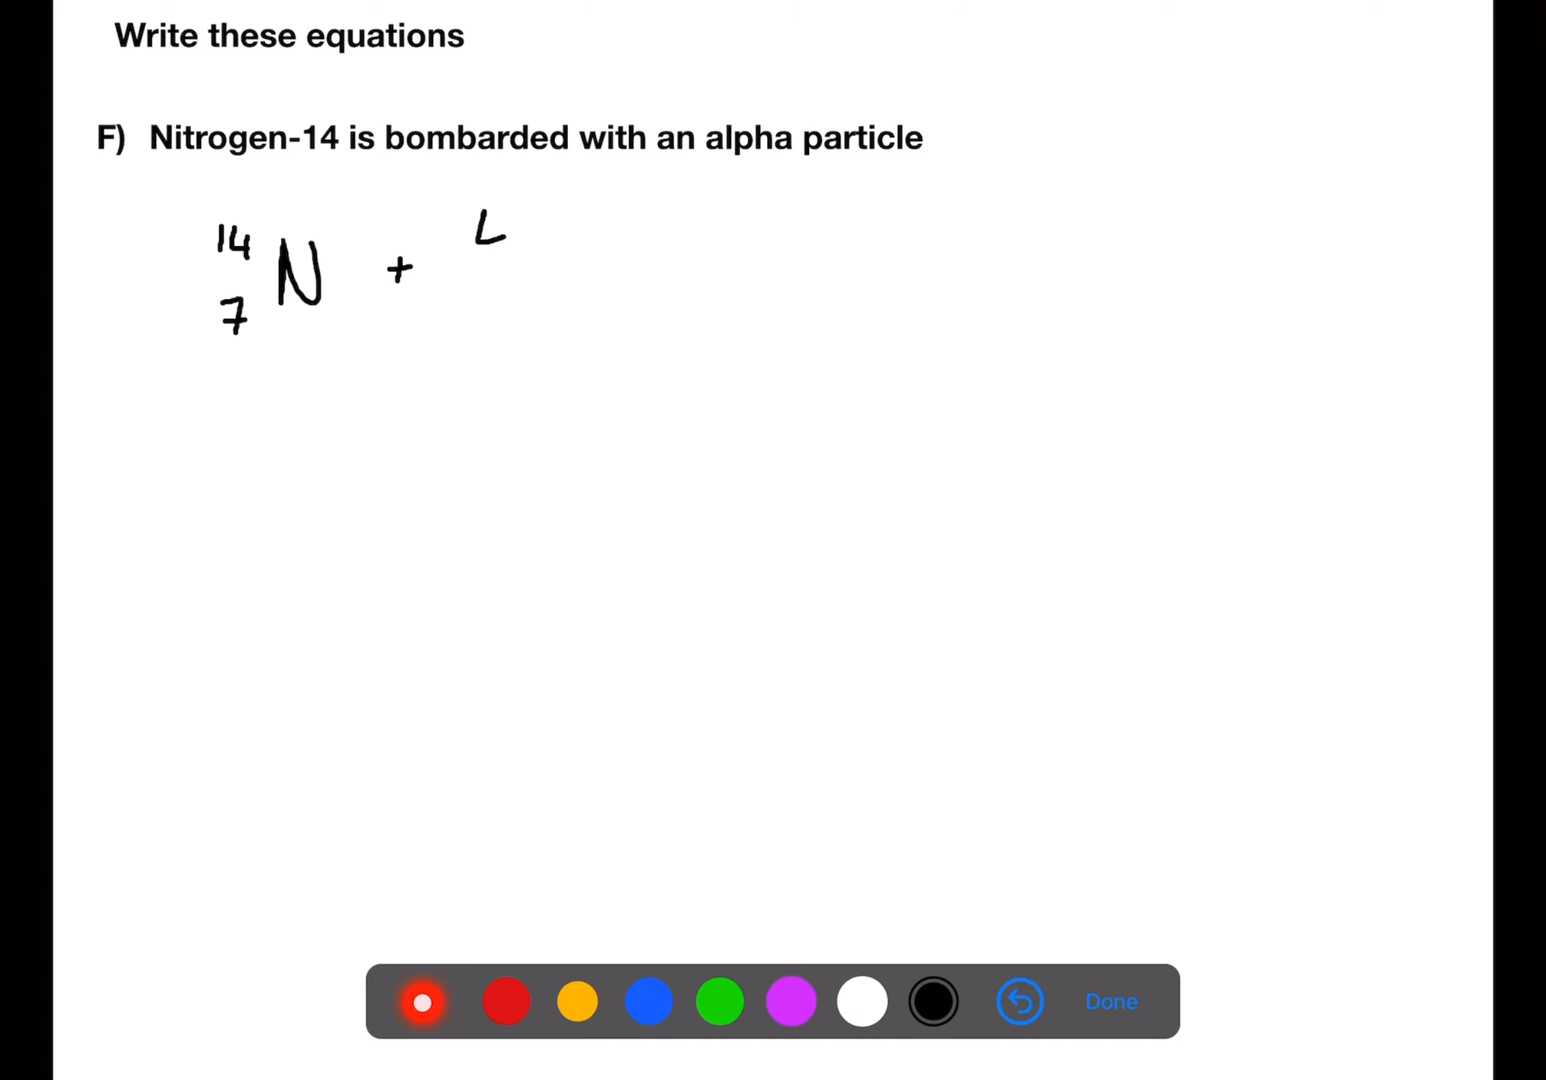 Write these equations
F) Nitrogen-14 is bombarded with an alpha particle
14
7 N + L
Done